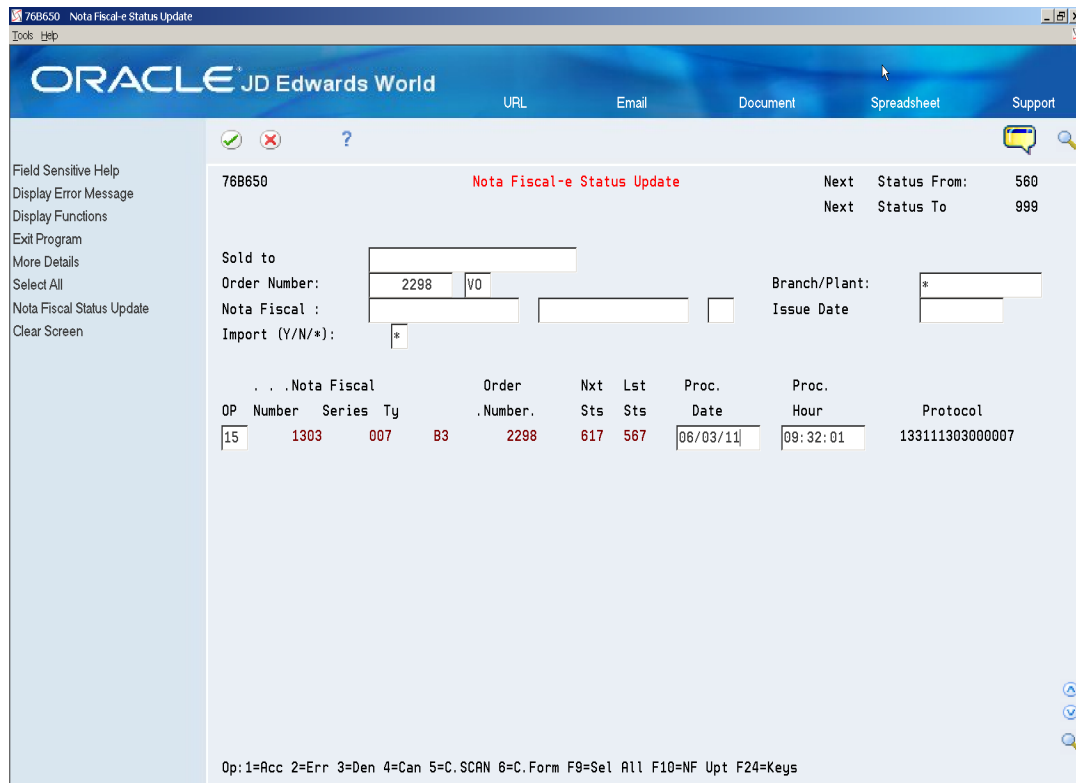 76B650 Nota Fiscal-e Status Update
Tools Help
ORACLE JD Edwards World
URL Email Document Spreadsheet Support
?
Field Sensitive Help
Display Error Message
Display Functions
Exit Program
More Details
Select All
Nota Fiscal Status Update
Clear Screen
76B650 Nota Fiscal-e Status Update Next Status From: 560
Next Status To 999
Sold to
Order Number: 2298 VO Branch/Plant: *
Nota Fiscal : Issue Date
Import (Y/N/*): *
. . .Nota Fiscal Order Nxt Lst Proc. Proc.
OP Number Series Ty .Number. Sts Sts Date Hour Protocol
15 1303 007 B3 2298 617 567 06/03/11 09:32:01 133111303000007
Op:1=Acc 2=Err 3=Den 4=Can 5=C.SCAN 6=C.Form F9=Sel All F10=NF Upt F24=Keys